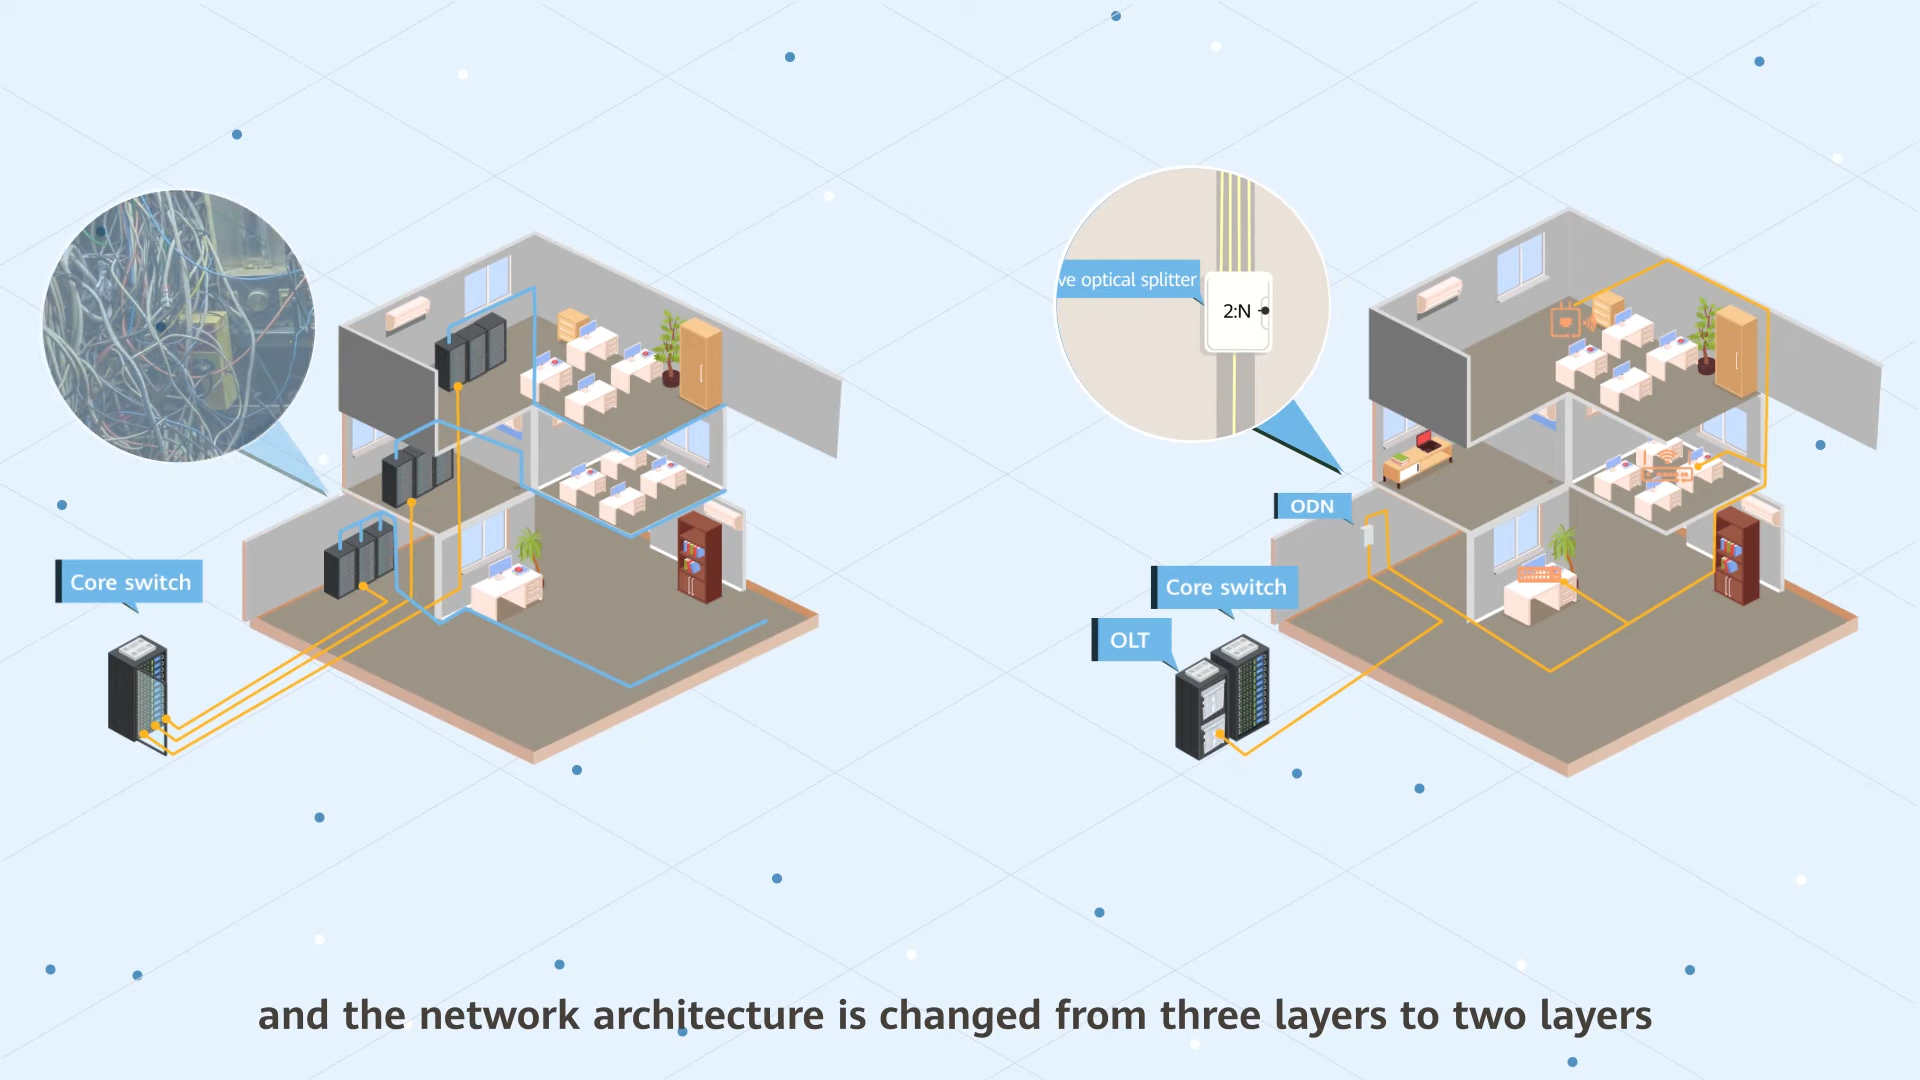 ve optical splitter
2:N
ODN
Core switch
Core switch
OLT
and the network architecture is changed from three layers to two layers